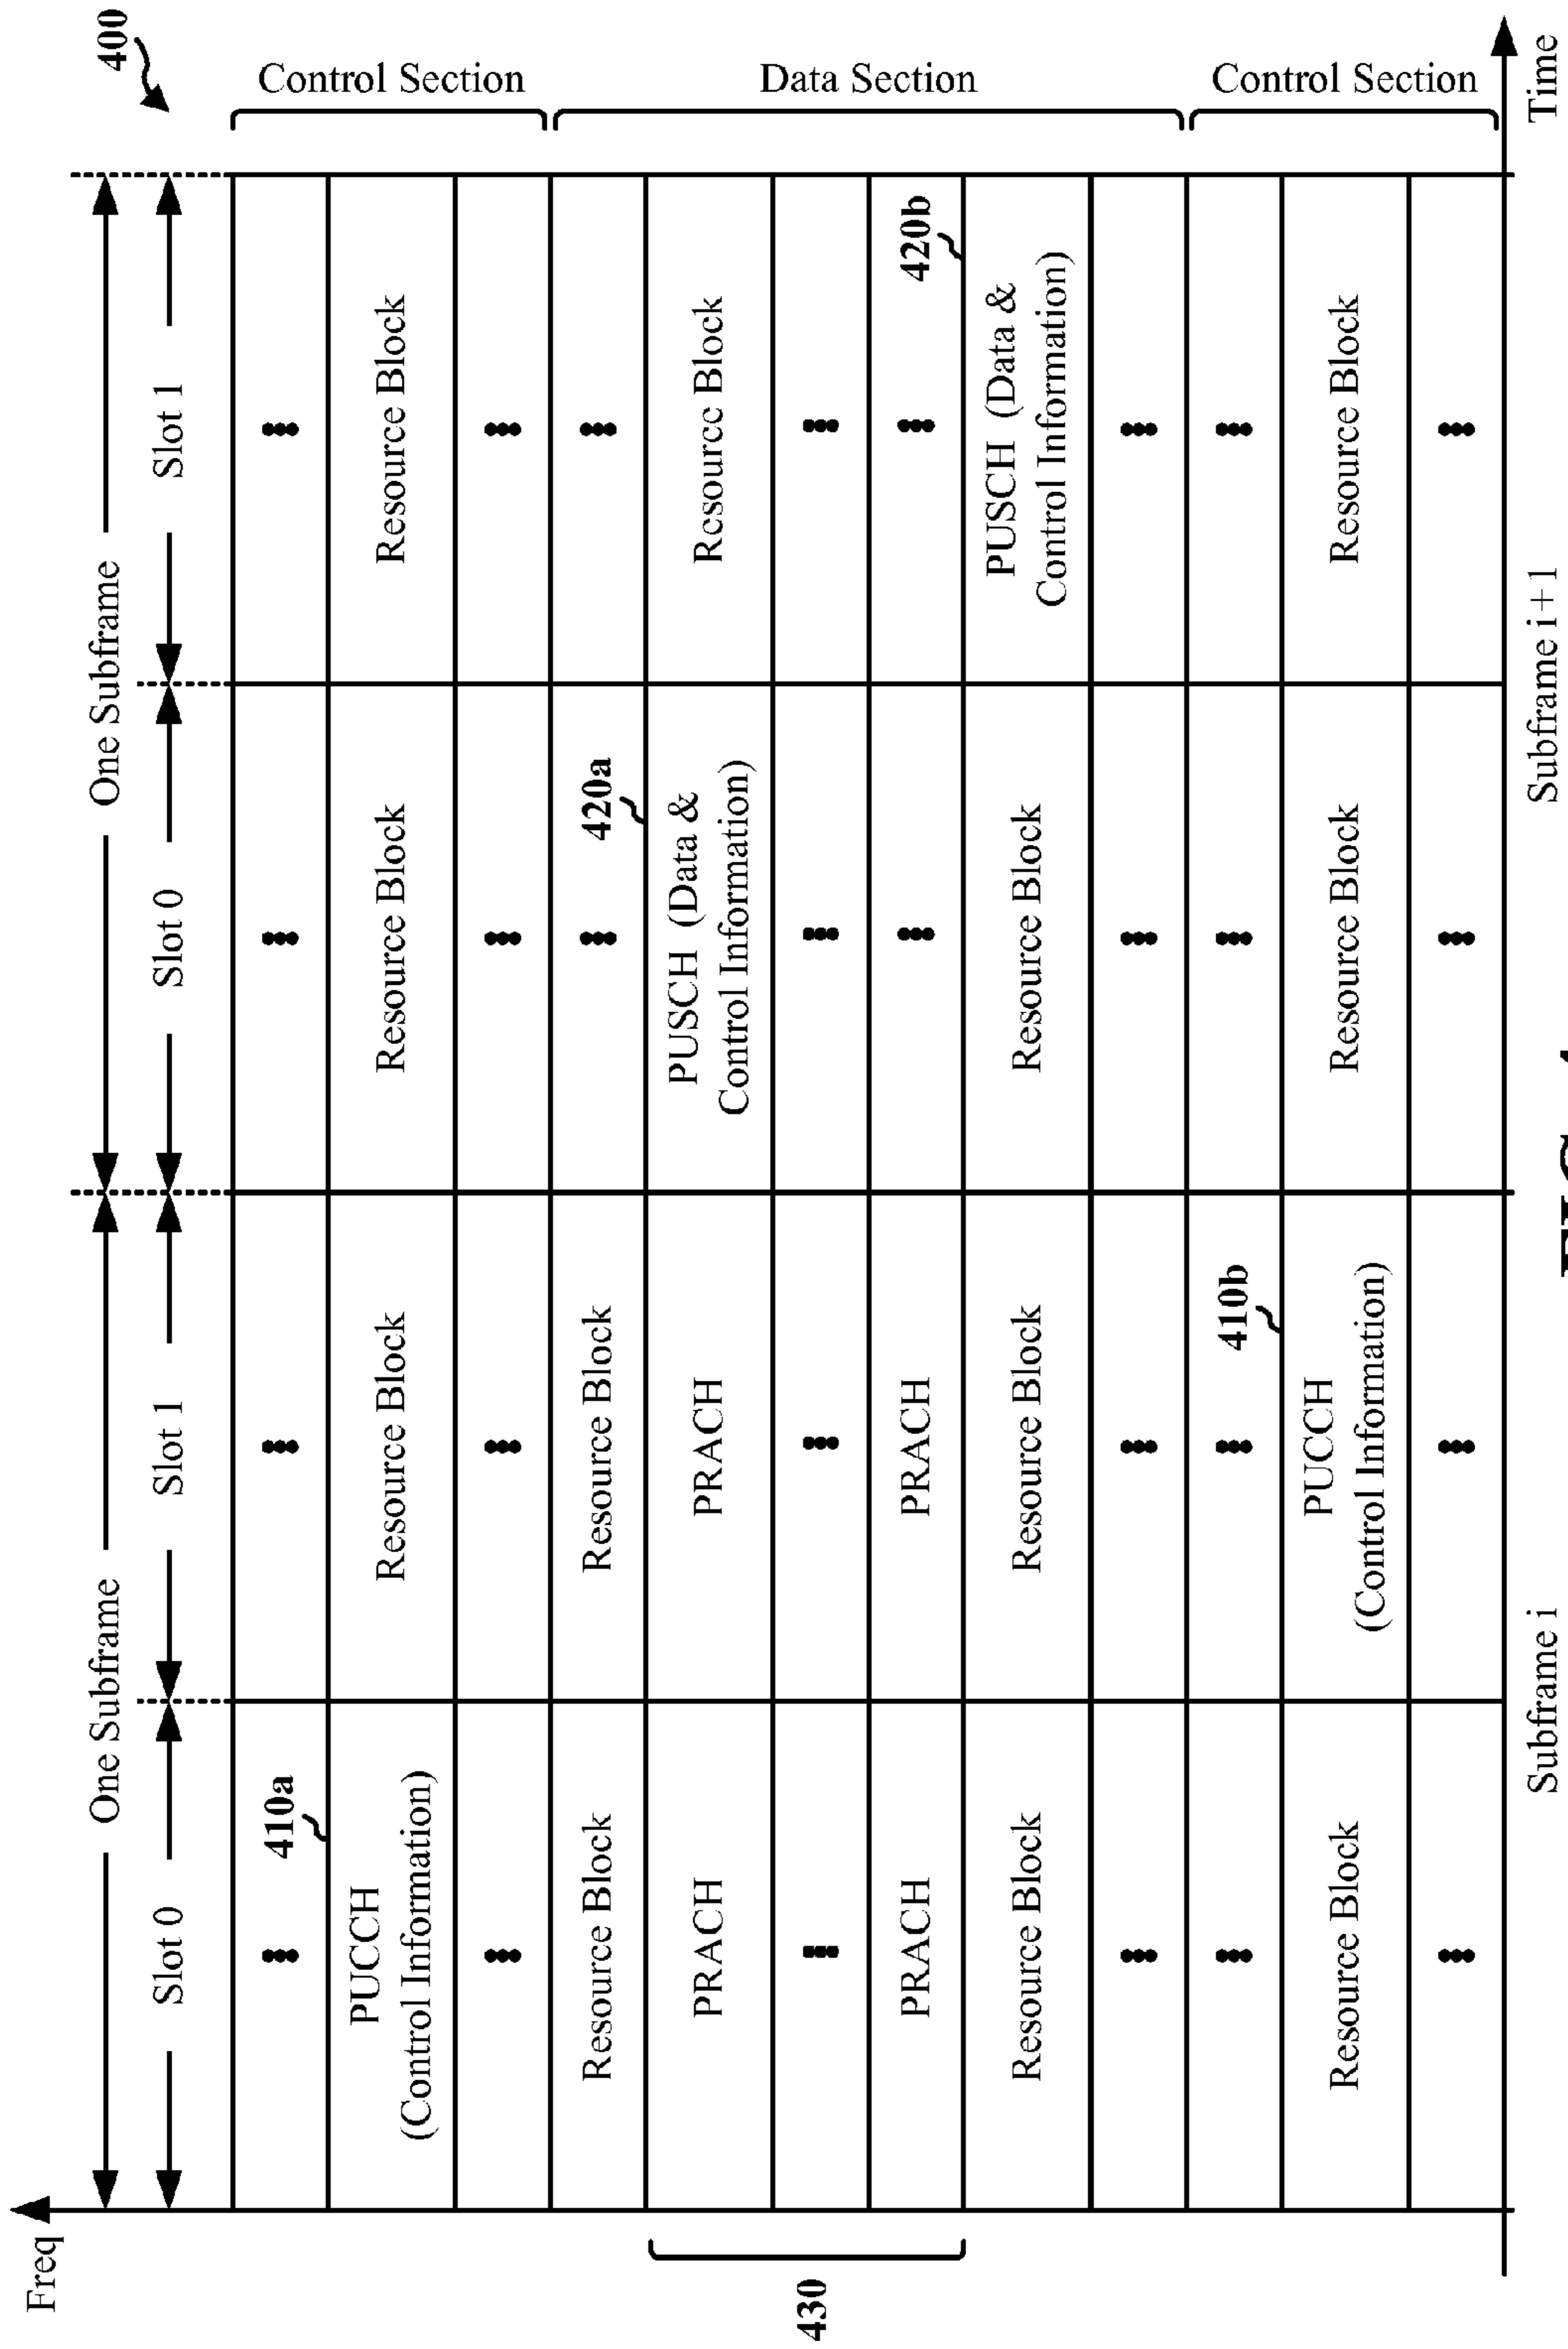 400
Freq
One Subframe
One Subframe
Slot 0
Slot 1
Slot 0
Slot 1
Control Section
Data Section
Control Section
410a
PUCCH
(Control Information)
Resource Block
Resource Block
Resource Block
Resource Block
Resource Block
420a
430
PRACH
PRACH
PUSCH (Data &
Control Information)
Resource Block
PRACH
PRACH
420b
Resource Block
Resource Block
Resource Block
PUSCH (Data &
Control Information)
410b
Resource Block
PUCCH
(Control Information)
Resource Block
Resource Block
Time
Subframe i
Subframe i+1